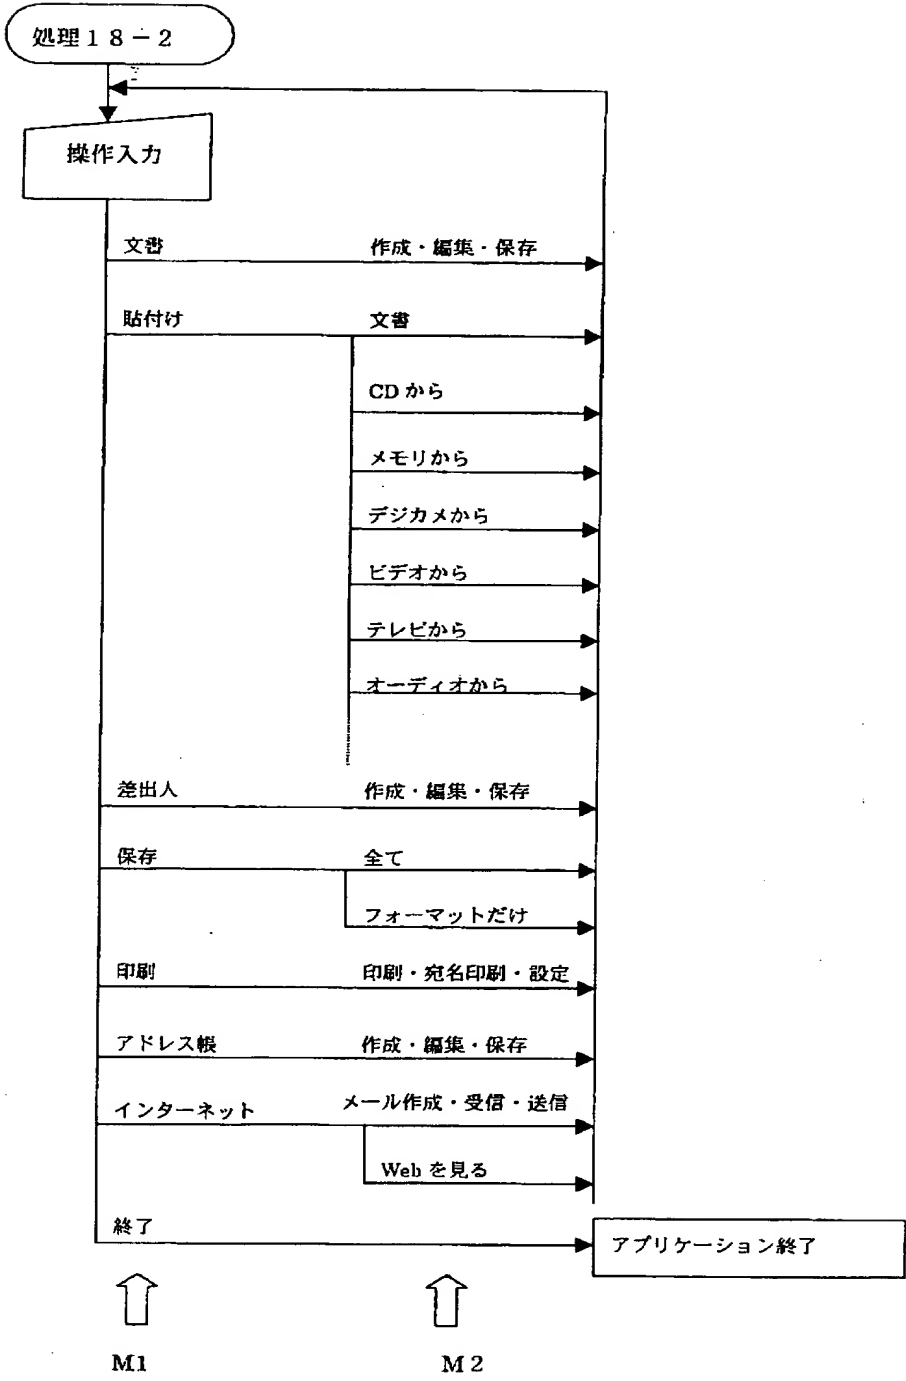 処理１８－２
操作入力
文書 作成・編集・保存
貼付け 文書
CD から
メモリから
デジカメから
ビデオから
テレビから
オーディオから
差出人 作成・編集・保存
保存 全て
フォーマットだけ
印刷 印刷・宛名印刷・設定
アドレス帳 作成・編集・保存
インターネット メール作成・受信・送信
Web を見る
終了 アプリケーション終了
M1 M2